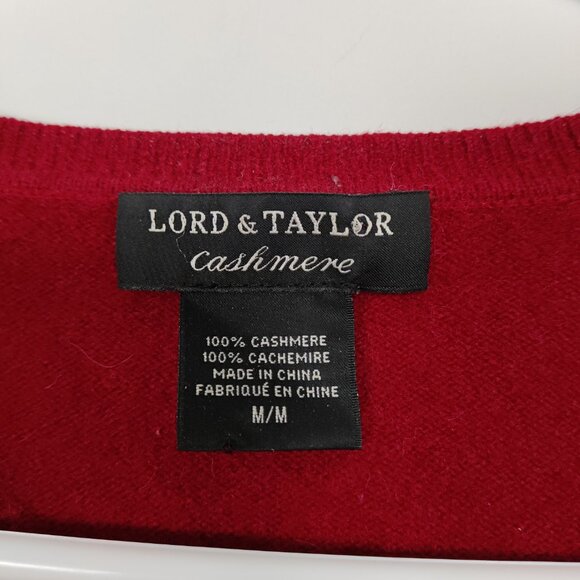 LORD & TAYLOR
cashmere
100% CASHMERE
100% CACHEMIRE
MADE IN CHINA
FABRIQUÉ EN CHINE
M/M